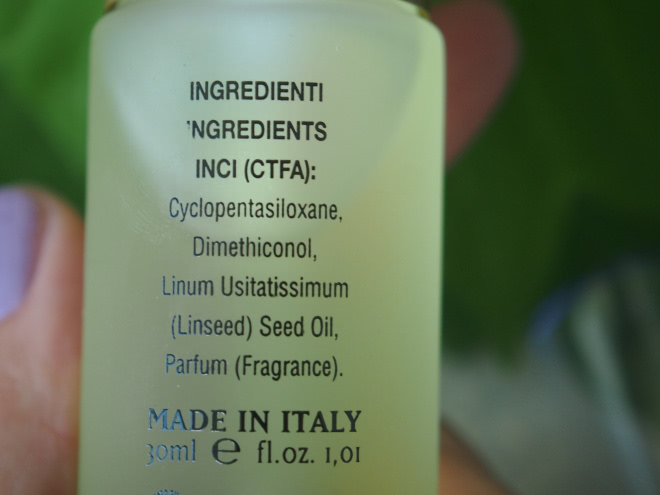 INGREDIENTI
INGREDIENTS
INCI (CTFA):
Cyclopentasiloxane,
Dimethiconol,
Linum Usitatissimum
(Linseed) Seed Oil,
Parfum (Fragrance).
MADE IN ITALY
30ml e fl.oz. 1,01